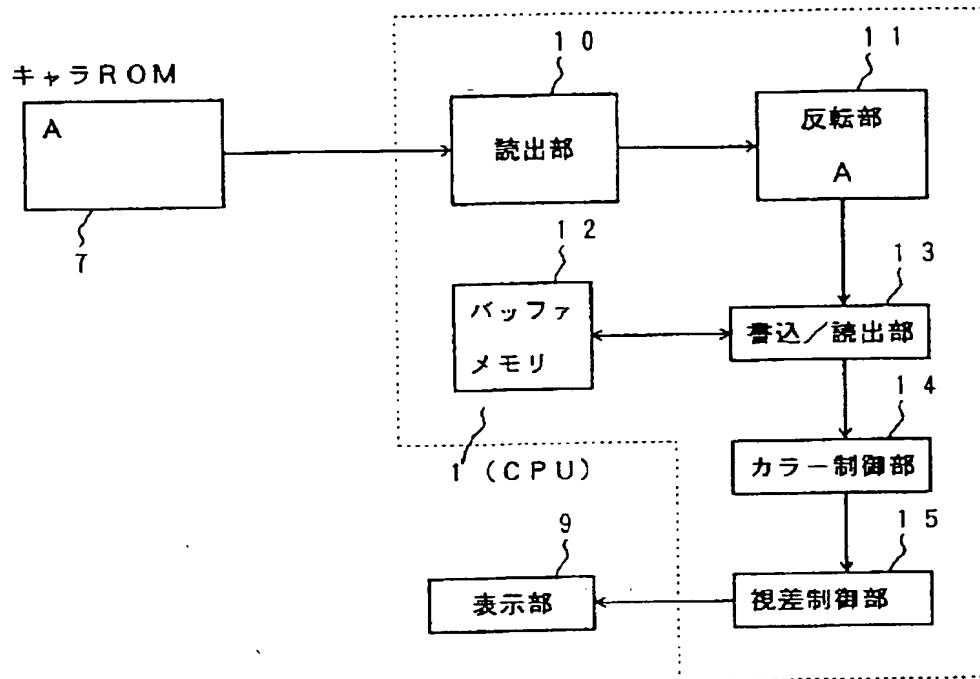 キャラROM
A
7
10
読出部
11
反転部
A
12
バッファ
メモリ
13
書込／読出部
14
カラー制御部
1 (CPU)
15
視差制御部
9
表示部